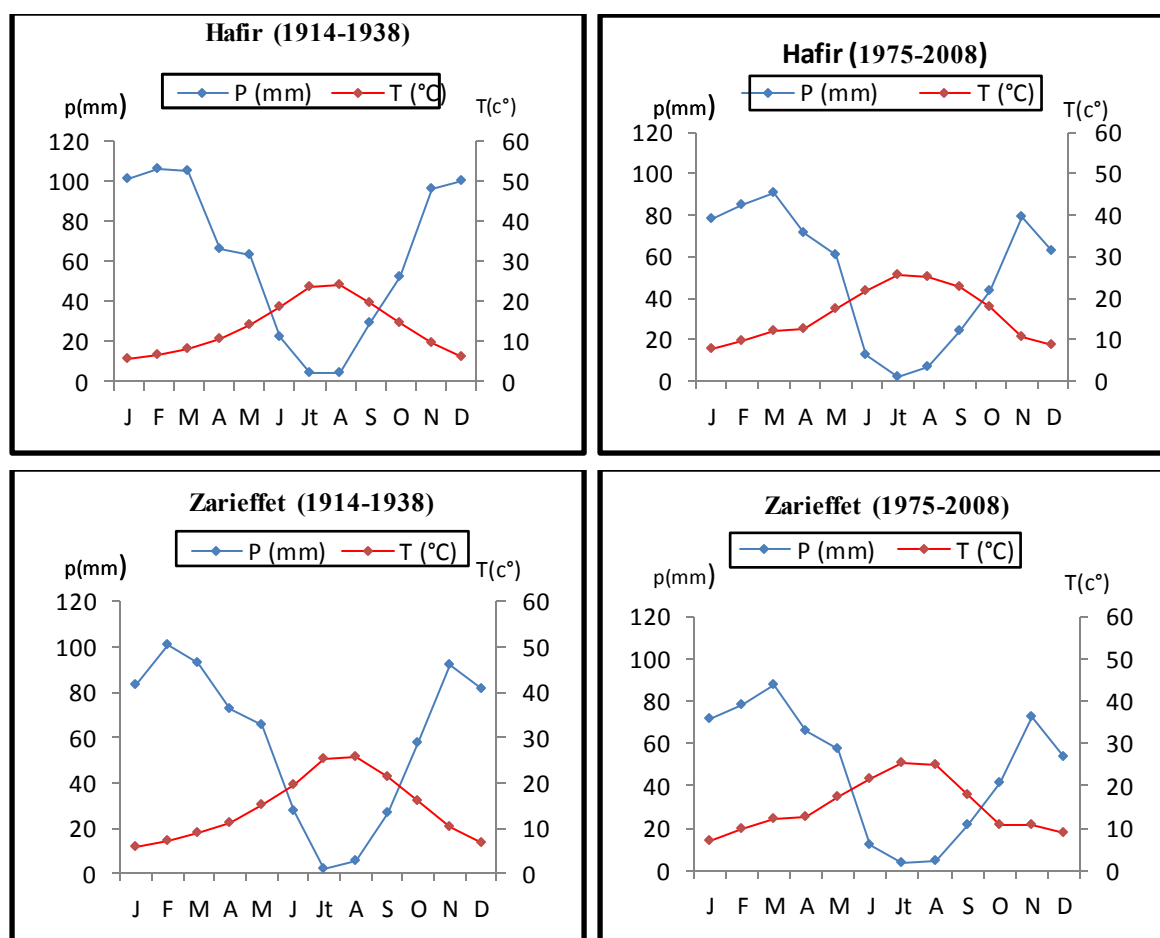 Hafir (1914-1938)
P (mm) T (°C)
p(mm) T(c°)
120 60
100 50
80 40
60 30
40 20
20 10
0 0
J F M A M J Jt A S O N D
Hafir (1975-2008)
P (mm) T (°C)
p(mm) T(c°)
120 60
100 50
80 40
60 30
40 20
20 10
0 0
J F M A M J Jt A S O N D
Zarieffet (1914-1938)
P (mm) T (°C)
p(mm) T(c°)
120 60
100 50
80 40
60 30
40 20
20 10
0 0
J F M A M J Jt A S O N D
Zarieffet (1975-2008)
P (mm) T (°C)
p(mm) T(c°)
120 60
100 50
80 40
60 30
40 20
20 10
0 0
J F M A M J Jt A S O N D